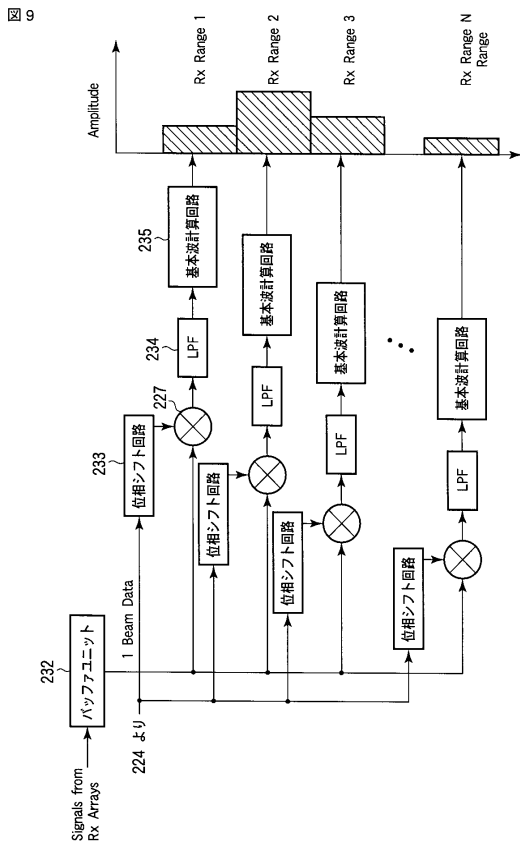 図 9
Signals from
Rx Arrays
232
バッファユニット
1 Beam Data
224 より
233
位相シフト回路
227
234
LPF
235
基本波計算回路
位相シフト回路
LPF
基本波計算回路
位相シフト回路
LPF
基本波計算回路
位相シフト回路
LPF
基本波計算回路
Amplitude
Rx Range 1
Rx Range 2
Rx Range 3
Rx Range N
Range